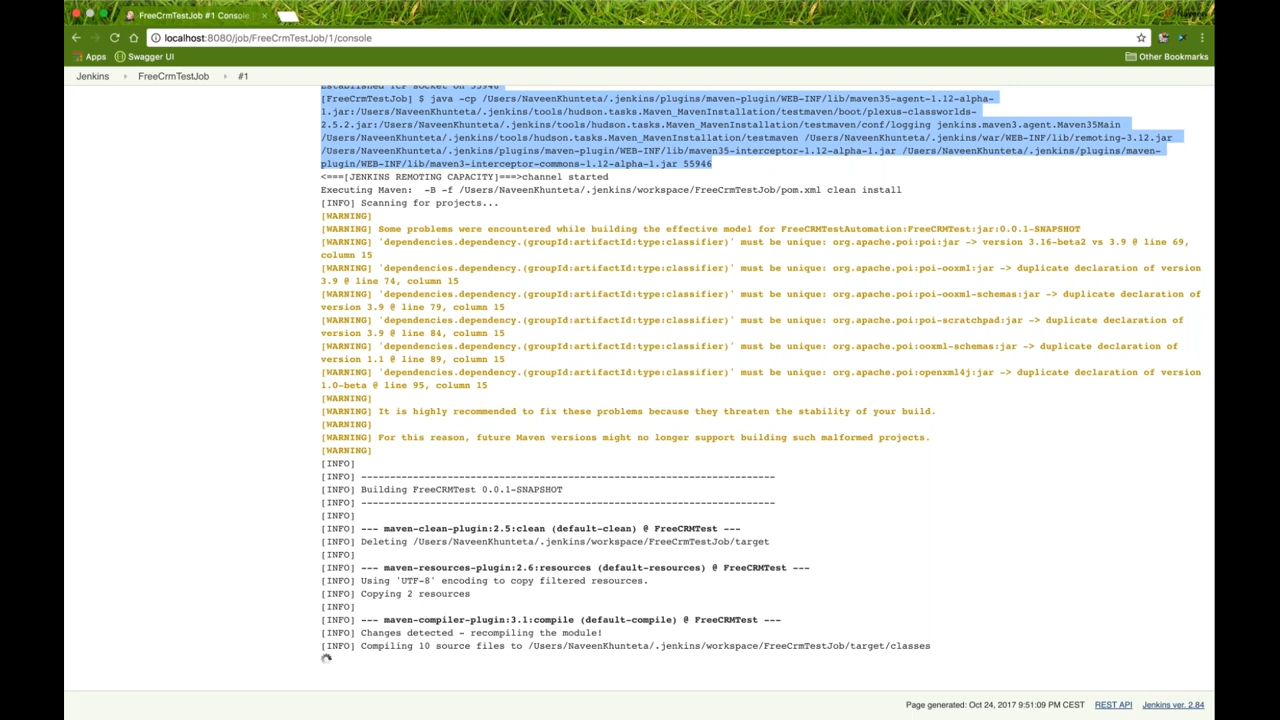 FreeCrmTestJob #1 Console
Naveen
localhost:8080/job/FreeCrmTestJob/1/console
Apps
Swagger UI
Other Bookmarks
Jenkins
FreeCrmTestJob
#1
Established TCP socket on 55946
[FreeCrmTestJob] $ java -cp /Users/NaveenKhunteta/.jenkins/plugins/maven-plugin/WEB-INF/lib/maven35-agent-1.12-alpha-
1.jar:/Users/NaveenKhunteta/.jenkins/tools/hudson.tasks.Maven_MavenInstallation/testmaven/boot/plexus-classworlds-
2.5.2.jar:/Users/NaveenKhunteta/.jenkins/tools/hudson.tasks.Maven_MavenInstallation/testmaven/conf/logging jenkins.maven3.agent.Maven35Main
/Users/NaveenKhunteta/.jenkins/tools/hudson.tasks.Maven_MavenInstallation/testmaven /Users/NaveenKhunteta/.jenkins/war/WEB-INF/lib/remoting-3.12.jar
/Users/NaveenKhunteta/.jenkins/plugins/maven-plugin/WEB-INF/lib/maven35-interceptor-1.12-alpha-1.jar /Users/NaveenKhunteta/.jenkins/plugins/maven-
plugin/WEB-INF/lib/maven3-interceptor-commons-1.12-alpha-1.jar 55946
<===[JENKINS REMOTING CAPACITY]===>channel started
Executing Maven:  -B -f /Users/NaveenKhunteta/.jenkins/workspace/FreeCrmTestJob/pom.xml clean install
[INFO] Scanning for projects...
[WARNING]
[WARNING] Some problems were encountered while building the effective model for FreeCRMTestAutomation:FreeCRMTest:jar:0.0.1-SNAPSHOT
[WARNING] 'dependencies.dependency.(groupId:artifactId:type:classifier)' must be unique: org.apache.poi:poi:jar -> version 3.16-beta2 vs 3.9 @ line 69,
column 15
[WARNING] 'dependencies.dependency.(groupId:artifactId:type:classifier)' must be unique: org.apache.poi:poi-ooxml:jar -> duplicate declaration of version
3.9 @ line 74, column 15
[WARNING] 'dependencies.dependency.(groupId:artifactId:type:classifier)' must be unique: org.apache.poi:poi-ooxml-schemas:jar -> duplicate declaration of
version 3.9 @ line 79, column 15
[WARNING] 'dependencies.dependency.(groupId:artifactId:type:classifier)' must be unique: org.apache.poi:poi-scratchpad:jar -> duplicate declaration of
version 3.9 @ line 84, column 15
[WARNING] 'dependencies.dependency.(groupId:artifactId:type:classifier)' must be unique: org.apache.poi:ooxml-schemas:jar -> duplicate declaration of
version 1.1 @ line 89, column 15
[WARNING] 'dependencies.dependency.(groupId:artifactId:type:classifier)' must be unique: org.apache.poi:openxml4j:jar -> duplicate declaration of version
1.0-beta @ line 95, column 15
[WARNING]
[WARNING] It is highly recommended to fix these problems because they threaten the stability of your build.
[WARNING]
[WARNING] For this reason, future Maven versions might no longer support building such malformed projects.
[WARNING]
[INFO]
[INFO] ------------------------------------------------------------------------
[INFO] Building FreeCRMTest 0.0.1-SNAPSHOT
[INFO] ------------------------------------------------------------------------
[INFO]
[INFO] --- maven-clean-plugin:2.5:clean (default-clean) @ FreeCRMTest ---
[INFO] Deleting /Users/NaveenKhunteta/.jenkins/workspace/FreeCrmTestJob/target
[INFO]
[INFO] --- maven-resources-plugin:2.6:resources (default-resources) @ FreeCRMTest ---
[INFO] Using 'UTF-8' encoding to copy filtered resources.
[INFO] Copying 2 resources
[INFO]
[INFO] --- maven-compiler-plugin:3.1:compile (default-compile) @ FreeCRMTest ---
[INFO] Changes detected - recompiling the module!
[INFO] Compiling 10 source files to /Users/NaveenKhunteta/.jenkins/workspace/FreeCrmTestJob/target/classes
Page generated: Oct 24, 2017 9:51:09 PM CEST
REST API
Jenkins ver. 2.84